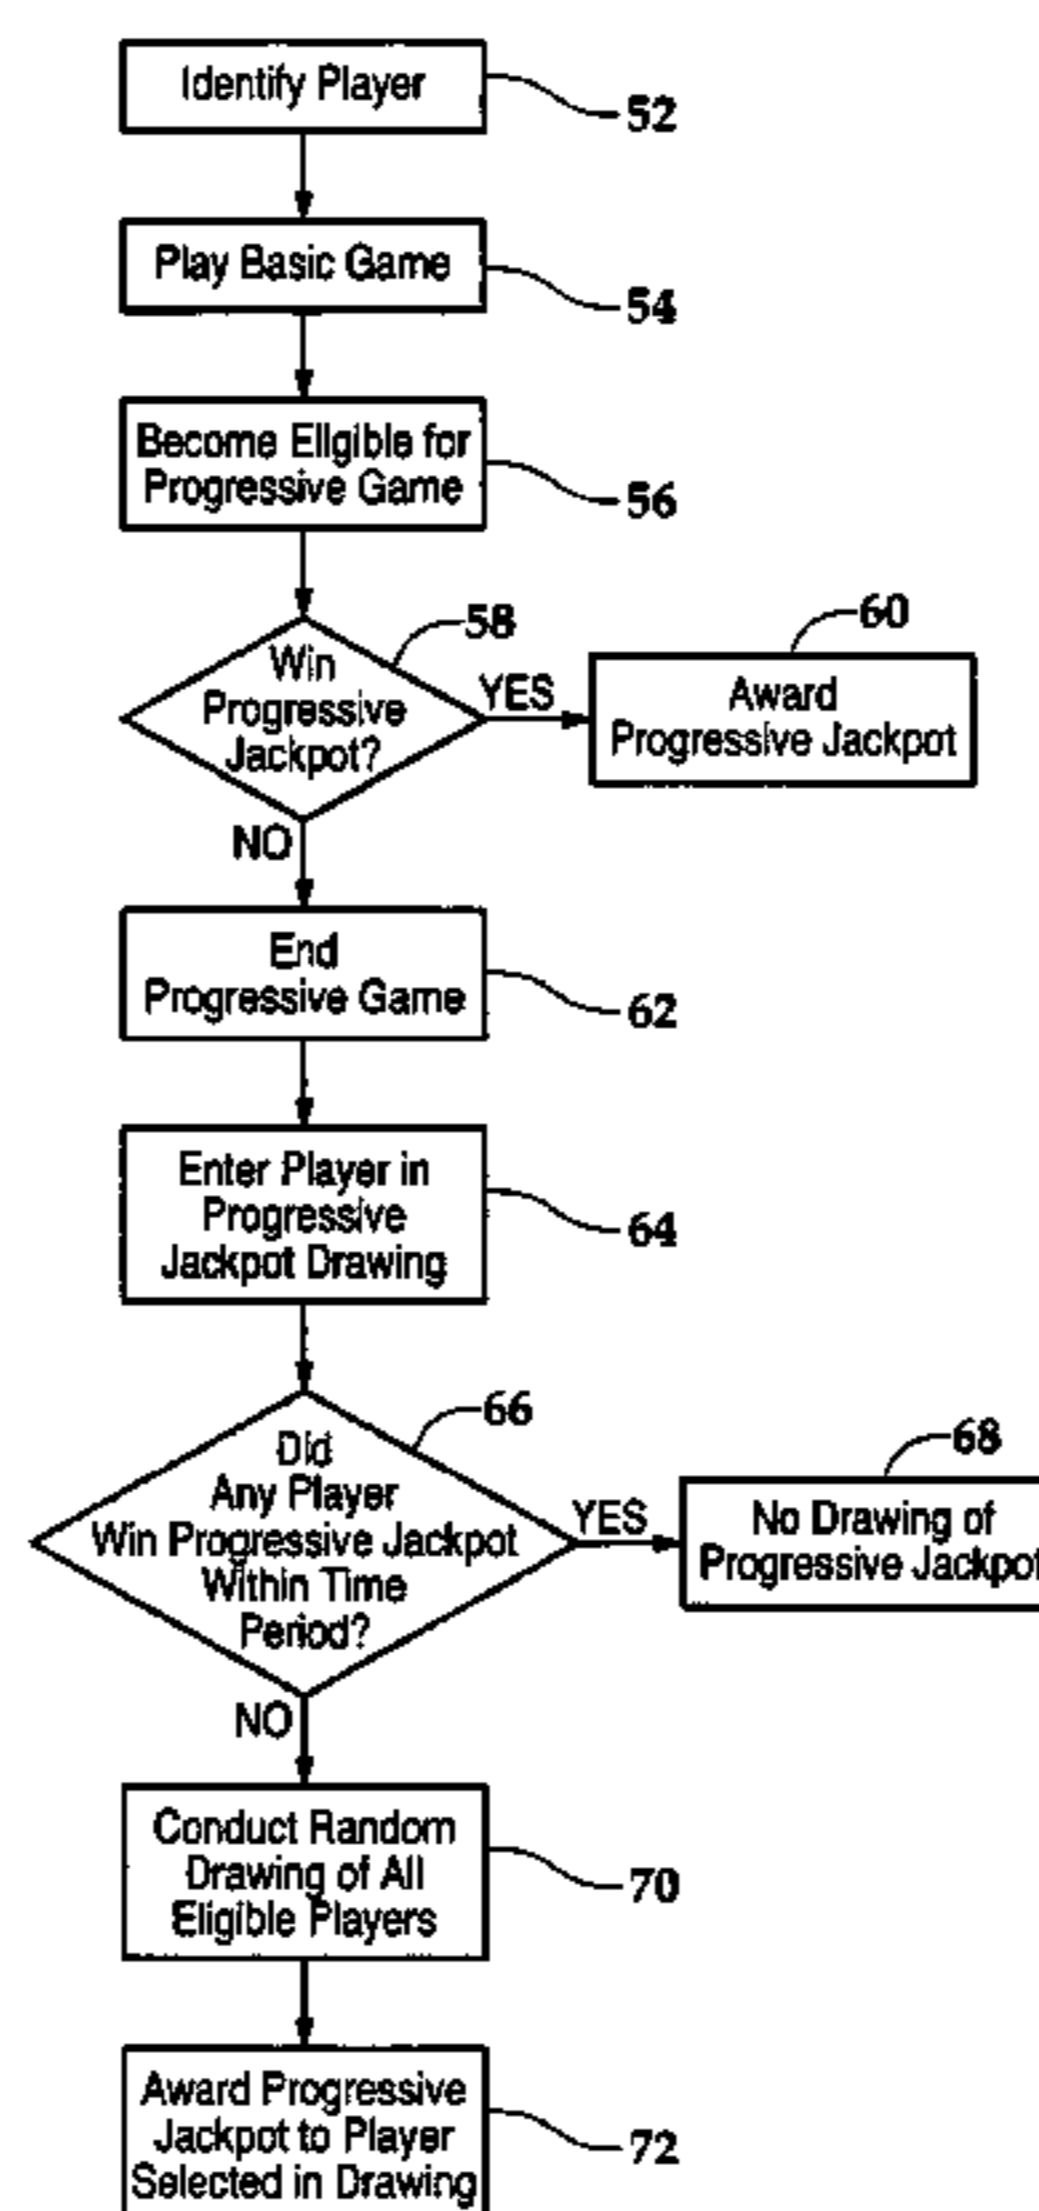 Identify Player
52
Play Basic Game
54
Become Eligible for
Progressive Game
56
58
Win
Progressive
Jackpot?
YES
60
Award
Progressive Jackpot
NO
End
Progressive Game
62
Enter Player in
Progressive
Jackpot Drawing
64
66
Did
Any Player
Win Progressive Jackpot
Within Time
Period?
YES
68
No Drawing of
Progressive Jackpot
NO
Conduct Random
Drawing of All
Eligible Players
70
Award Progressive
Jackpot to Player
Selected in Drawing
72